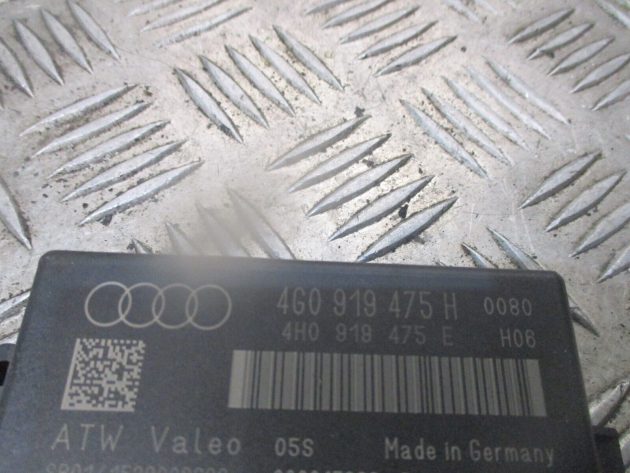 4G0 919 475 H 0080
4H0 919 475 E H06
ATW Valeo 05S Made in Germany